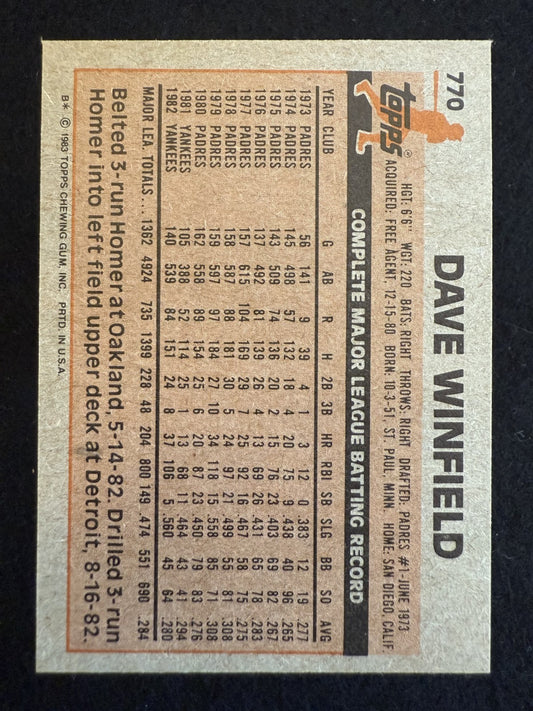 770
topps®
DAVE WINFIELD
HGT: 6'6" WGT: 220 BATS: RIGHT THROWS: RIGHT DRAFTED: PADRES #1-JUNE 1973
ACQUIRED: FREE AGENT, 12-15-80 BORN: 10-3-51, ST. PAUL, MINN. HOME: SAN DIEGO, CALIF.
COMPLETE MAJOR LEAGUE BATTING RECORD
YEAR CLUB G AB R H 2B 3B HR RBI SB SLG BB SO AVG
1973 PADRES 56 141 9 39 4 1 3 12 0 .383 12 19 .277
1974 PADRES 145 498 57 132 18 4 20 75 9 .438 40 96 .265
1975 PADRES 143 509 74 136 20 2 15 76 23 .403 69 82 .267
1976 PADRES 137 492 81 139 26 4 13 69 26 .431 65 78 .283
1977 PADRES 157 615 104 169 29 7 25 92 16 .467 58 75 .275
1978 PADRES 158 587 88 181 30 5 24 97 21 .499 55 81 .308
1979 PADRES 159 597 97 184 27 10 34 118 15 .558 85 71 .308
1980 PADRES 162 558 89 154 25 6 20 87 23 .450 79 83 .276
1981 YANKEES 105 388 52 114 25 1 13 68 11 .464 43 41 .294
1982 YANKEES 140 539 84 151 24 8 37 106 5 .560 45 64 .280
MAJOR LEA. TOTALS . . . 1362 4924 735 1399 228 48 204 800 149 .474 551 690 .284
Belted 3-run Homer at Oakland, 5-14-82. Drilled 3-run
Homer into left field upper deck at Detroit, 8-16-82.
B* © 1983 TOPPS CHEWING GUM, INC. PRTD. IN U.S.A.